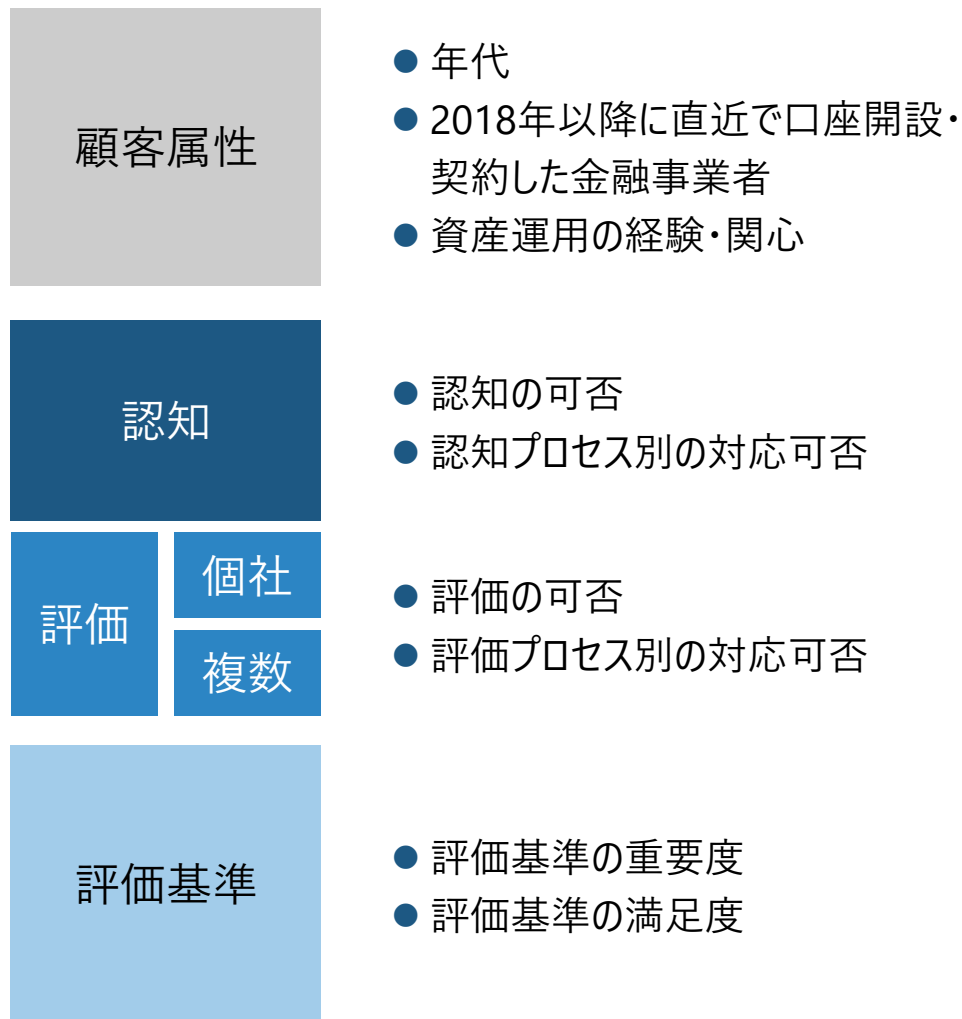 顧客属性
● 年代
● 2018年以降に直近で口座開設・
契約した金融事業者
● 資産運用の経験・関心
認知
● 認知の可否
● 認知プロセス別の対応可否
評価
個社
複数
● 評価の可否
● 評価プロセス別の対応可否
評価基準
● 評価基準の重要度
● 評価基準の満足度